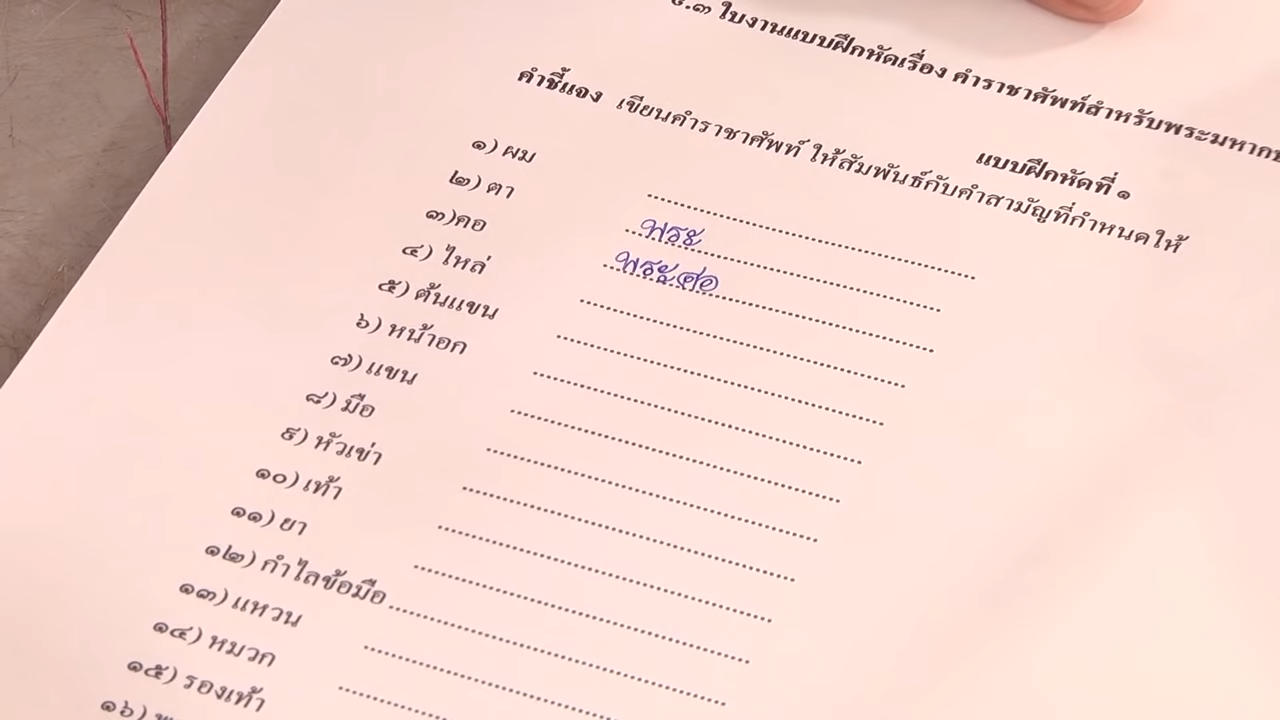 ๔.๓ ใบงานแบบฝึกหัดเรื่อง คำราชาศัพท์สำหรับพระมหาก
แบบฝึกหัดที่ ๑
คำชี้แจง เขียนคำราชาศัพท์ ให้สัมพันธ์กับคำสามัญที่กำหนดให้
๑) ผม ........................................
๒) ตา พระ
๓)คอ พระศอ
๔) ไหล่ ........................................
๕) ต้นแขน ........................................
๖) หน้าอก ........................................
๗) แขน ........................................
๘) มือ ........................................
๙) หัวเข่า ........................................
๑๐) เท้า ........................................
๑๑) ยา ........................................
๑๒) กำไลข้อมือ ........................................
๑๓) แหวน ........................................
๑๔) หมวก ........................................
๑๕) รองเท้า
๑๖)